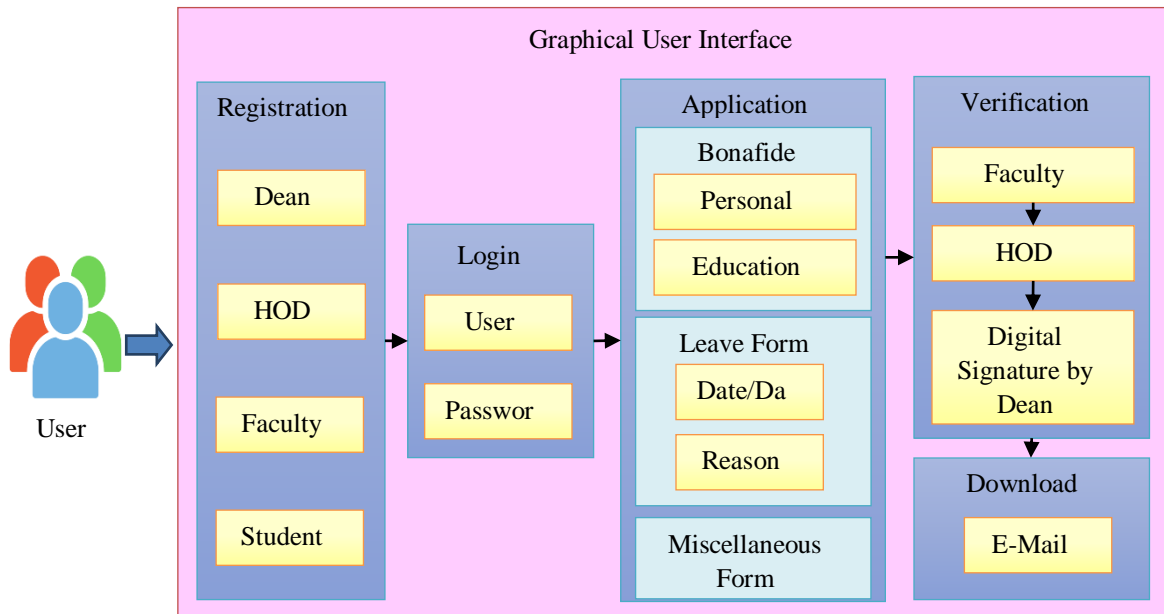 Graphical User Interface
User
Registration
Dean
HOD
Faculty
Student
Login
User
Passwor
Application
Bonafide
Personal
Education
Leave Form
Date/Da
Reason
Miscellaneous
Form
Verification
Faculty
HOD
Digital
Signature by
Dean
Download
E-Mail